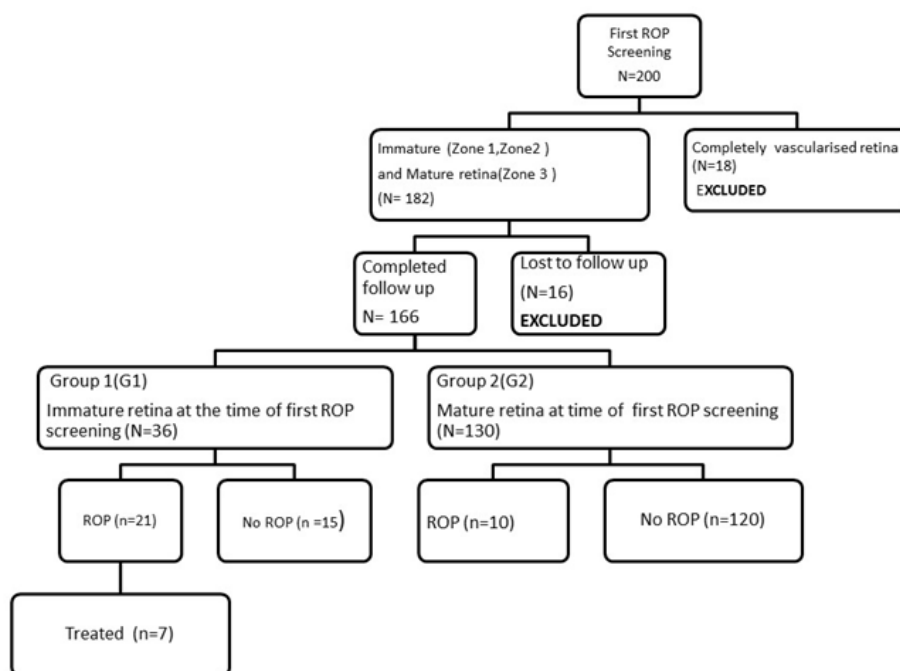 First ROP
Screening
N=200
Immature (Zone 1,Zone2 )
and Mature retina(Zone 3 )
(N= 182)
Completely vascularised retina
(N=18)
EXCLUDED
Completed
follow up
N= 166
Lost to follow up
(N=16)
EXCLUDED
Group 1(G1)
Immature retina at the time of first ROP
screening (N=36)
Group 2(G2)
Mature retina at time of first ROP screening
(N=130)
ROP (n=21)
No ROP (n =15)
ROP (n=10)
No ROP (n=120)
Treated (n=7)